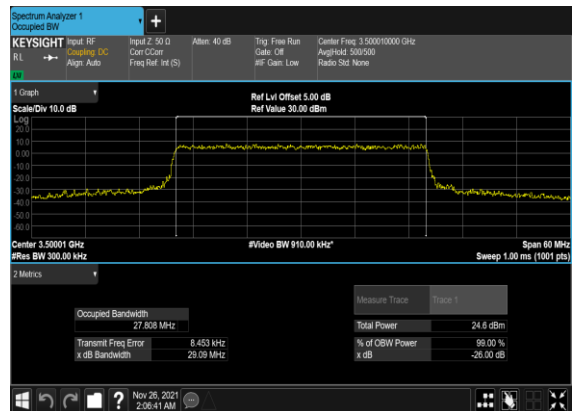 Spectrum Analyzer 1
Occupied BW
+
KEYSIGHT Input: RF Input Z: 50 Ω Atten: 40 dB Trig: Free Run Center Freq: 3.500010000 GHz
R L Coupling: DC Corr CCorr Gate: Off Avg|Hold: 500/500
Align: Auto Freq Ref: Int (S) #IF Gain: Low Radio Std: None
LW
1 Graph Ref Lvl Offset 5.00 dB
Scale/Div 10.0 dB Ref Value 30.00 dBm
Log
20.0
10.0
0.00
-10.0
-20.0
-30.0
-40.0
-50.0
-60.0
Center 3.50001 GHz #Video BW 910.00 kHz* Span 60 MHz
#Res BW 300.00 kHz Sweep 1.00 ms (1001 pts)
2 Metrics
Measure Trace Trace 1
Occupied Bandwidth
27.808 MHz Total Power 24.6 dBm
Transmit Freq Error 8.453 kHz % of OBW Power 99.00 %
x dB Bandwidth 29.09 MHz x dB -26.00 dB
? Nov 26, 2021
2:06:41 AM